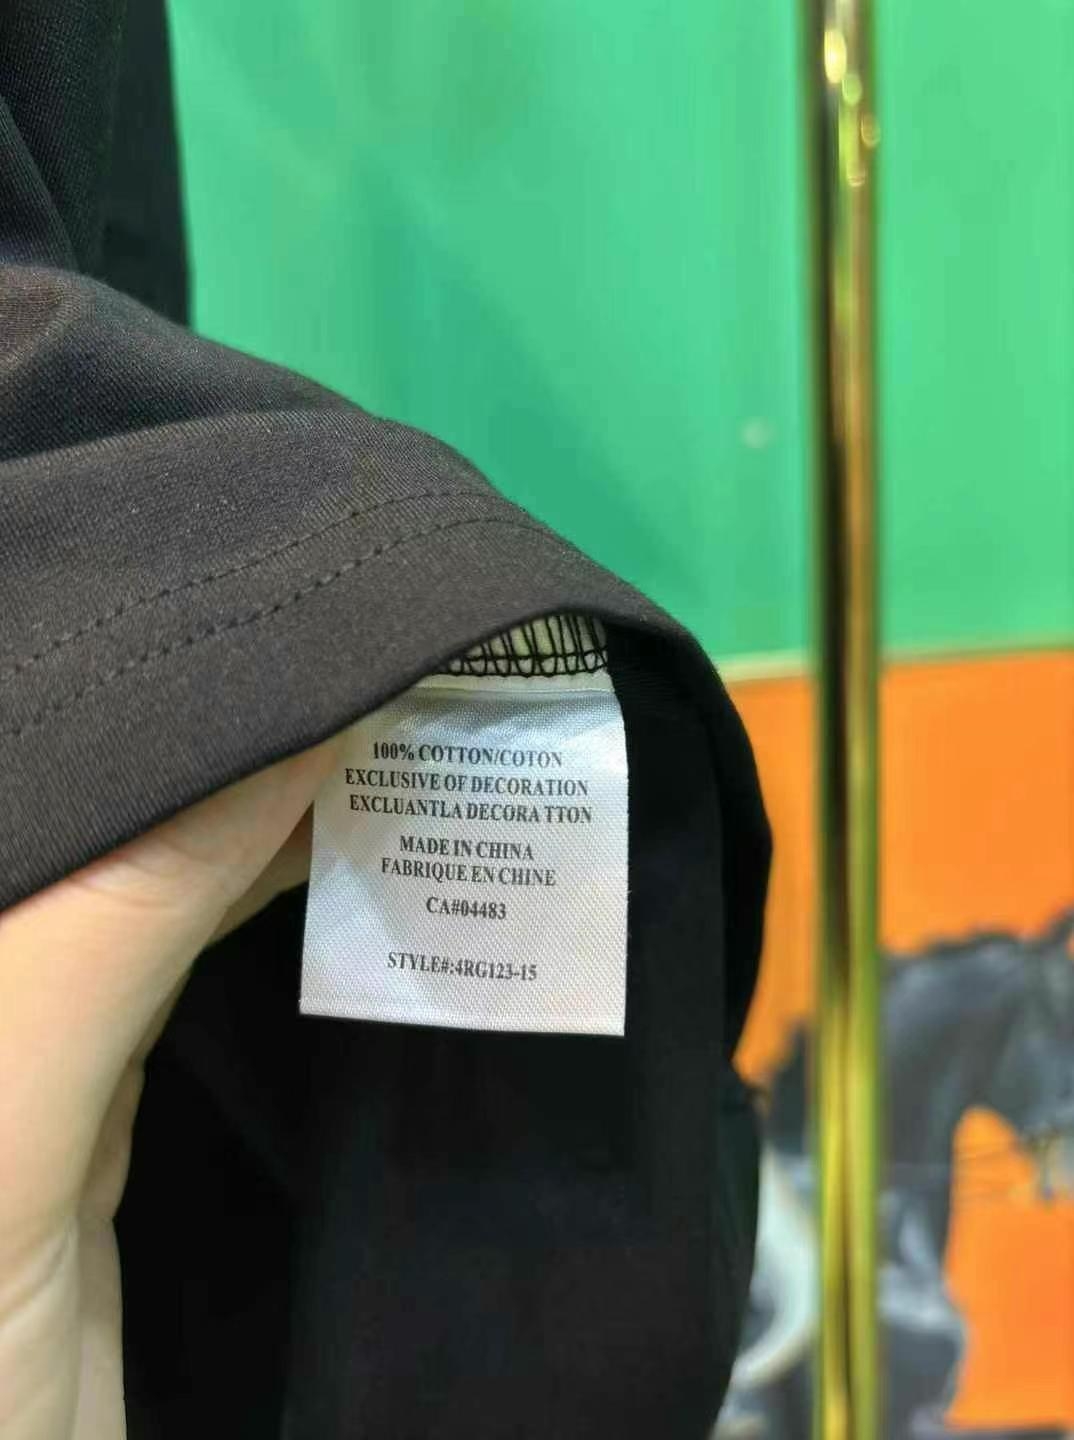 100% COTTON/COTON
EXCLUSIVE OF DECORATION
EXCLUANTLA DECORA TTON
MADE IN CHINA
FABRIQUE EN CHINE
CA#04483
STYLE#:4RG123-15